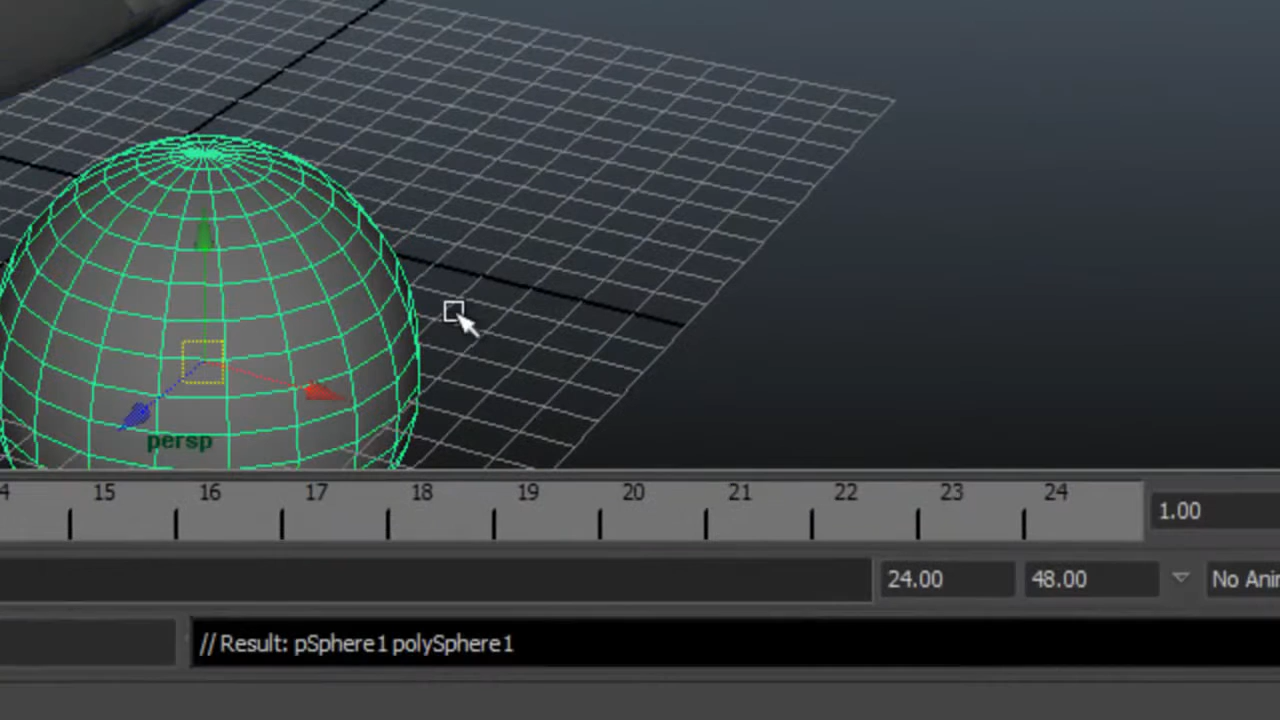 persp
4 15 16 17 18 19 20 21 22 23 24
1.00
24.00 48.00 No Anim
// Result: pSphere1 polySphere1